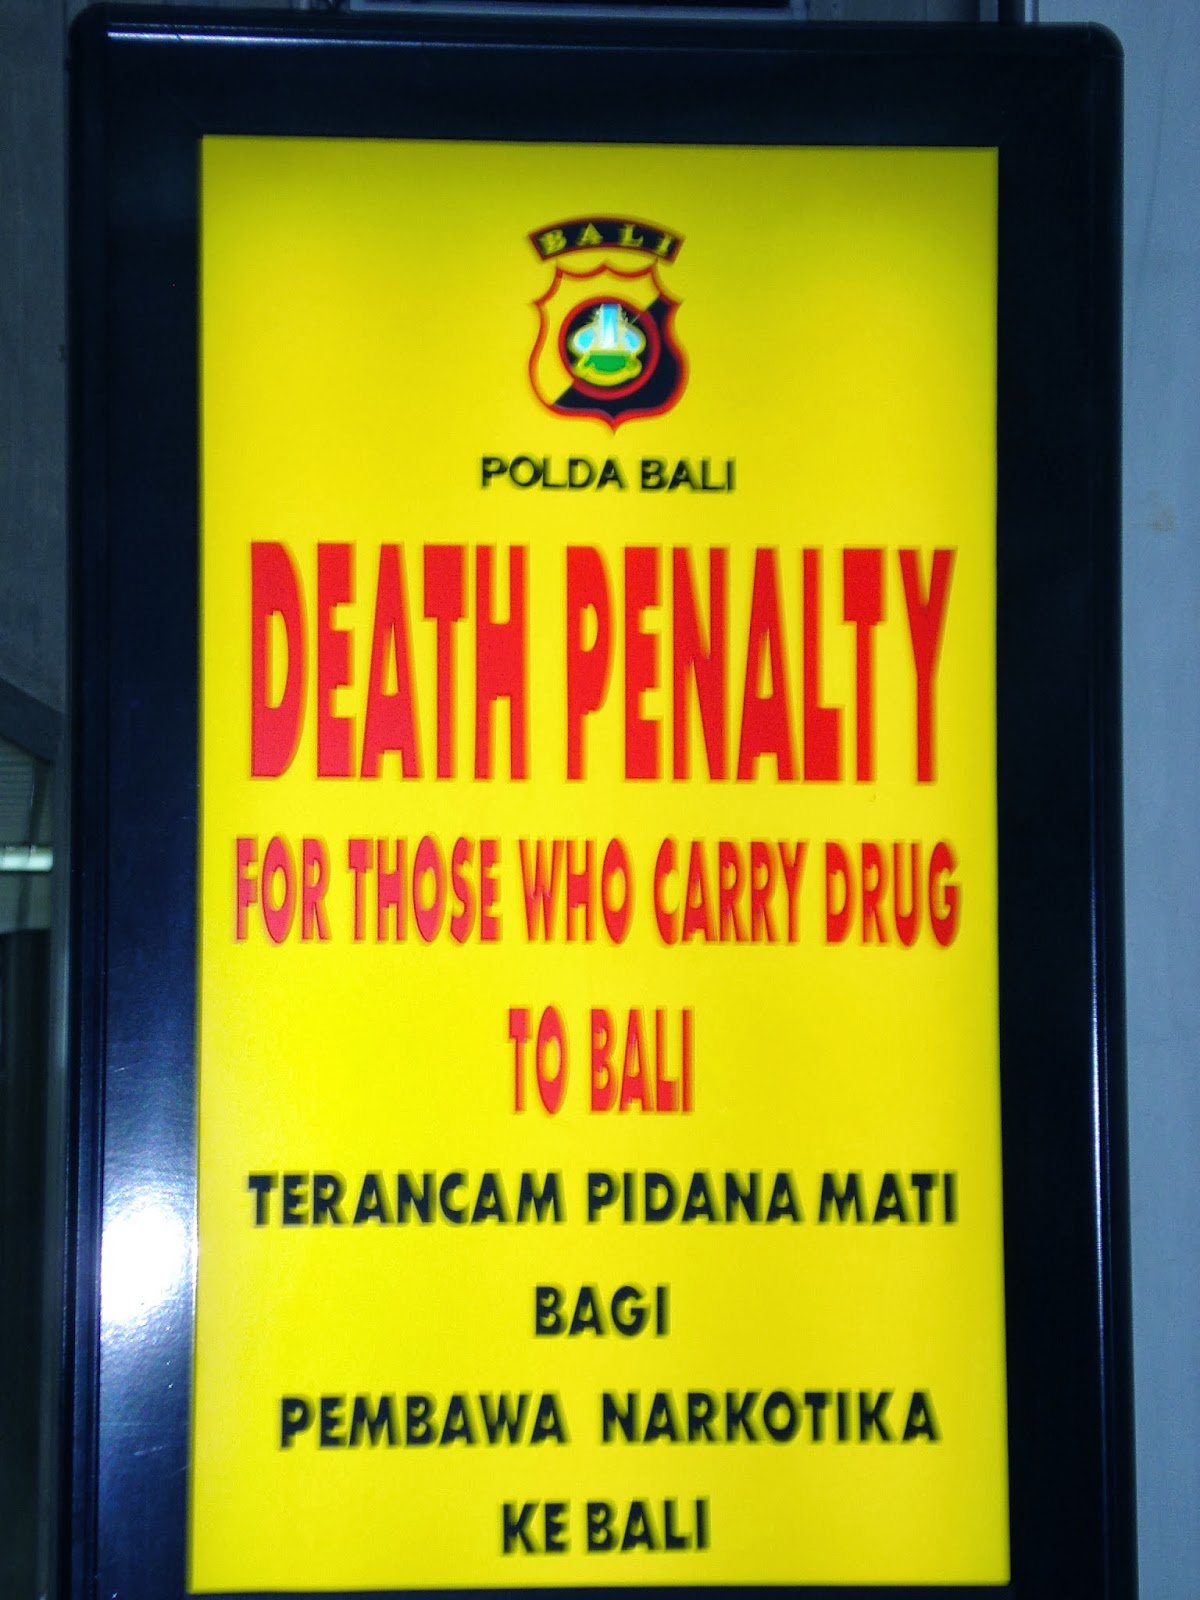 BALI
POLDA BALI
DEATH PENALTY
FOR THOSE WHO CARRY DRUG
TO BALI
TERANCAM PIDANA MATI
BAGI
PEMBAWA NARKOTIKA
KE BALI